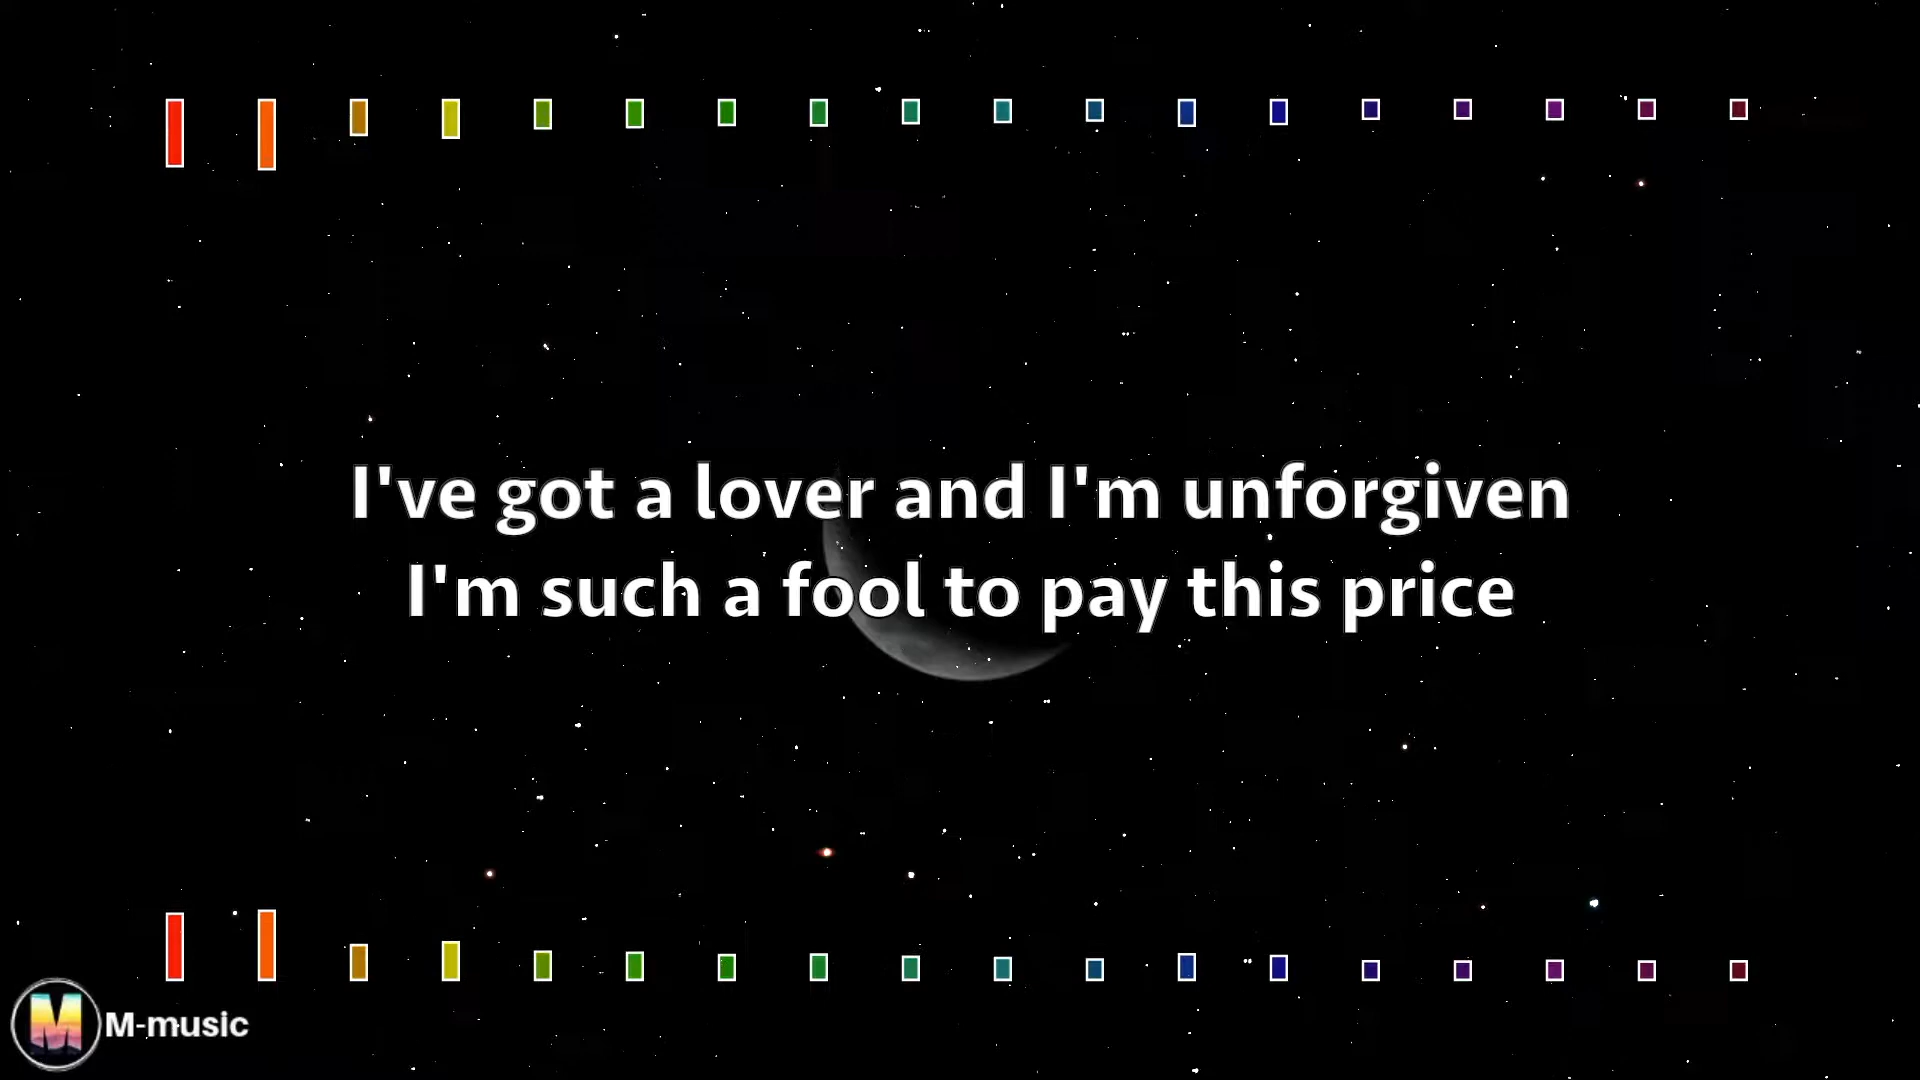 I've got a lover and I'm unforgiven
I'm such a fool to pay this price
M M-music